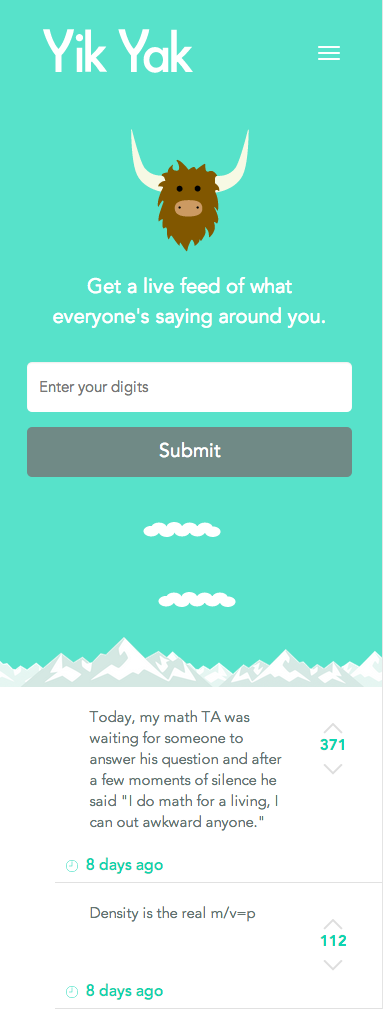 Yik Yak
Get a live feed of what
everyone's saying around you.
Enter your digits
Submit
Today, my math TA was
waiting for someone to
answer his question and after
a few moments of silence he
said "I do math for a living, I
can out awkward anyone."
371
8 days ago
Density is the real m/v=p
112
8 days ago